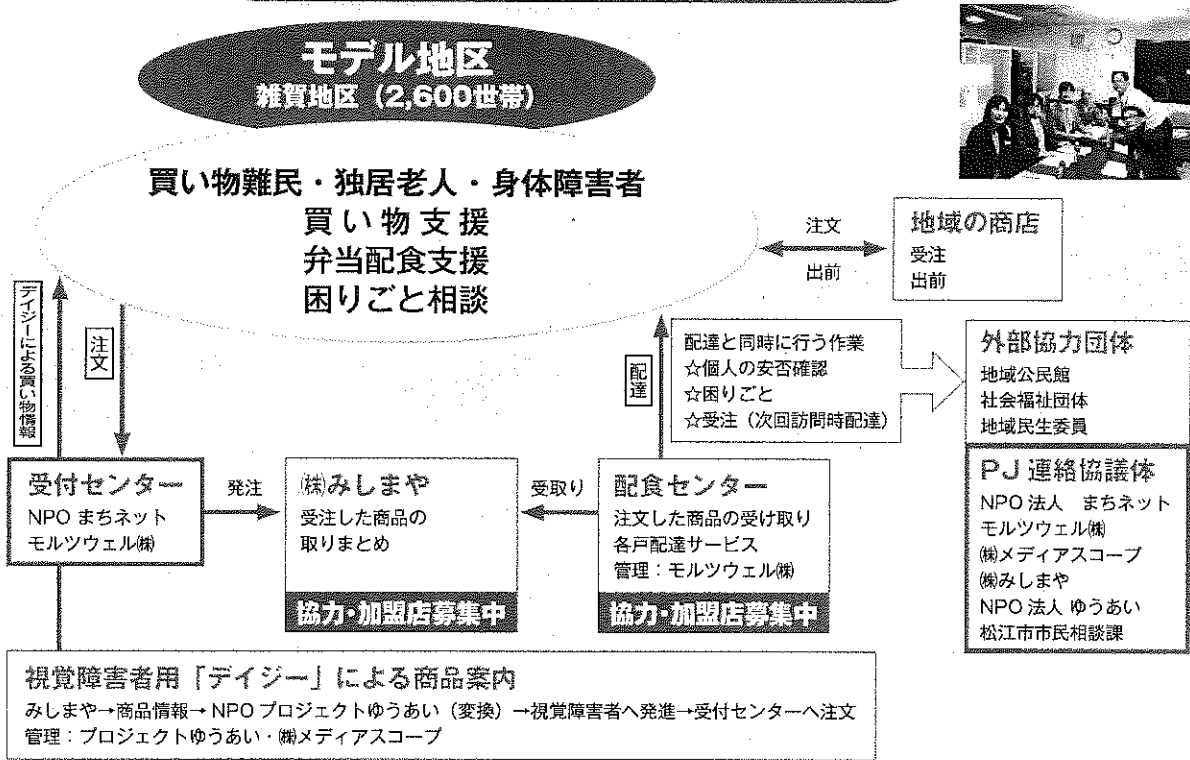 モデル地区
雑賀地区（2,600世帯）
買い物難民・独居老人・身体障害者
買い物支援
弁当配食支援
困りごと相談
注文
出前
地域の商店
受注
出前
デイジーによる買い物情報
注文
配達
配達と同時に行う作業
☆個人の安否確認
☆困りごと
☆受注（次回訪問時配達）
外部協力団体
地域公民館
社会福祉団体
地域民生委員
受付センター
NPO まちネット
モルツウェル㈱
発注
㈱みしまや
受注した商品の
取りまとめ
協力・加盟店募集中
受取り
配食センター
注文した商品の受け取り
各戸配達サービス
管理：モルツウェル㈱
協力・加盟店募集中
PJ 連絡協議体
NPO 法人　まちネット
モルツウェル㈱
㈱メディアスコープ
㈱みしまや
NPO 法人 ゆうあい
松江市市民相談課
視覚障害者用「デイジー」による商品案内
みしまや→商品情報→ NPO プロジェクトゆうあい（変換）→視覚障害者へ発進→受付センターへ注文
管理：プロジェクトゆうあい・㈱メディアスコープ